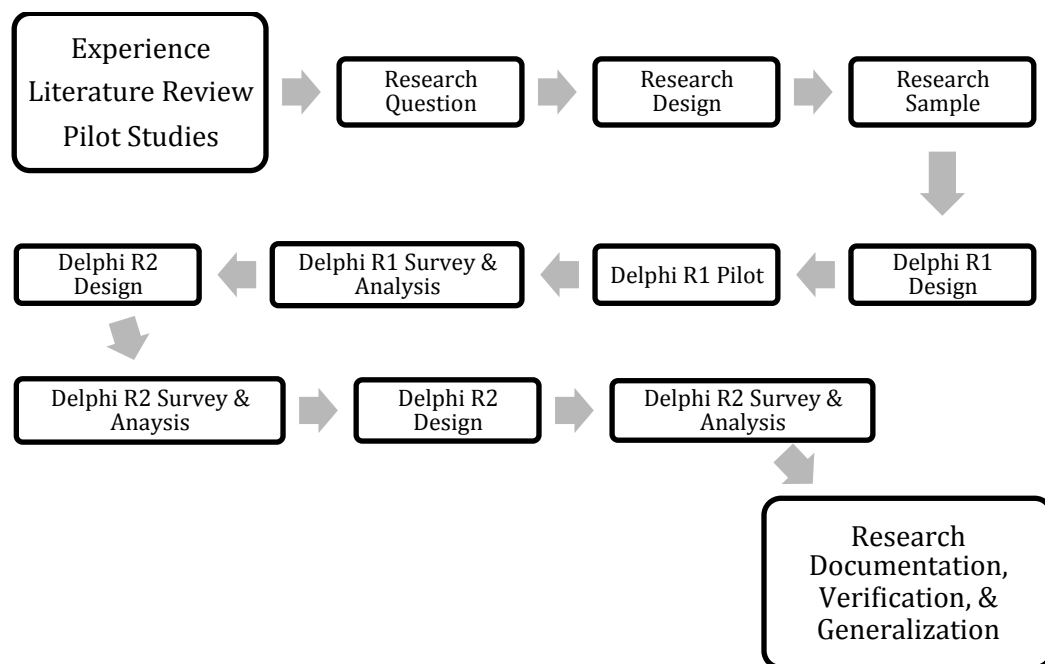 Experience
Literature Review
Pilot Studies
Research
Question
Research
Design
Research
Sample
Delphi R1
Design
Delphi R1 Pilot
Delphi R1 Survey &
Analysis
Delphi R2
Design
Delphi R2 Survey &
Anaysis
Delphi R2
Design
Delphi R2 Survey &
Analysis
Research
Documentation,
Verification, &
Generalization